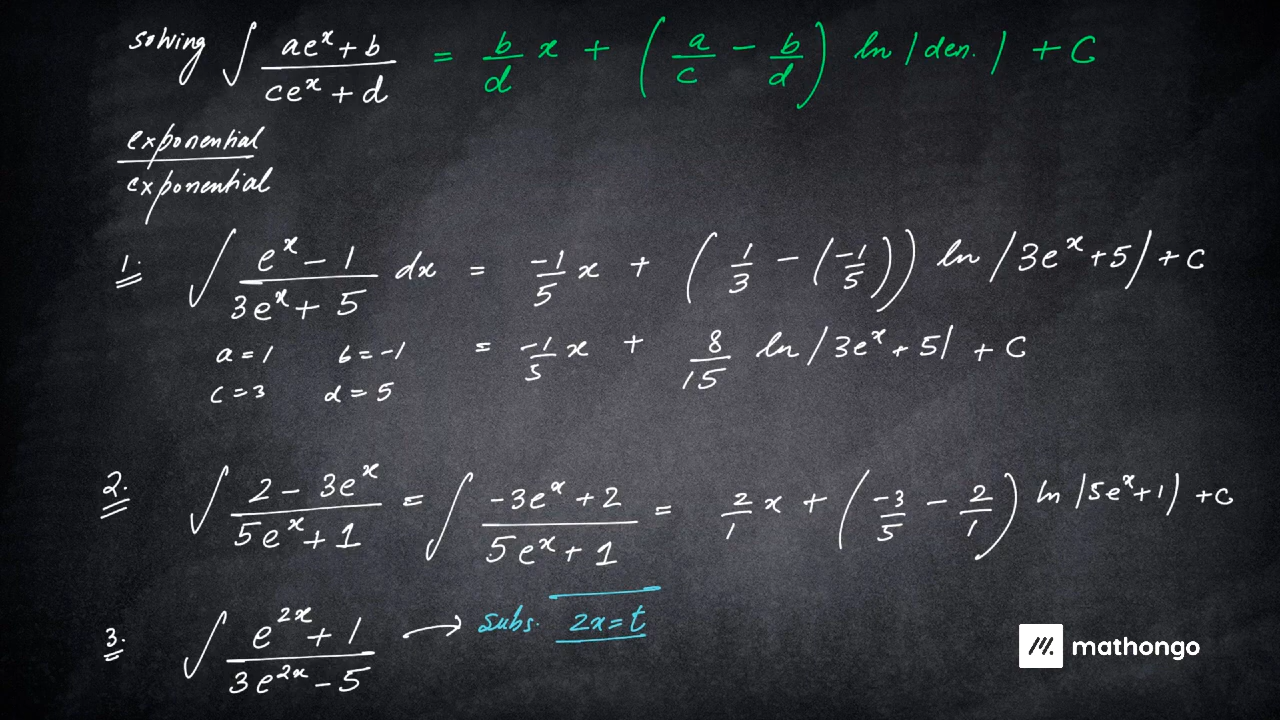 solving ∫ (ae^x + b)/(ce^x + d) = b/d x + (a/c − b/d) ln |den.| + C
exponential
exponential
1. ∫ (e^x − 1)/(3e^x + 5) dx = -1/5 x + (1/3 − (-1/5)) ln |3e^x + 5| + C
a = 1 b = -1 = -1/5 x + 8/15 ln |3e^x + 5| + C
c = 3 d = 5
2. ∫ (2 − 3e^x)/(5e^x + 1) = ∫ (-3e^x + 2)/(5e^x + 1) = 2/1 x + (-3/5 − 2/1) ln |5e^x + 1| + C
3. ∫ (e^2x + 1)/(3e^2x − 5) → Subs. 2x = t
mathongo